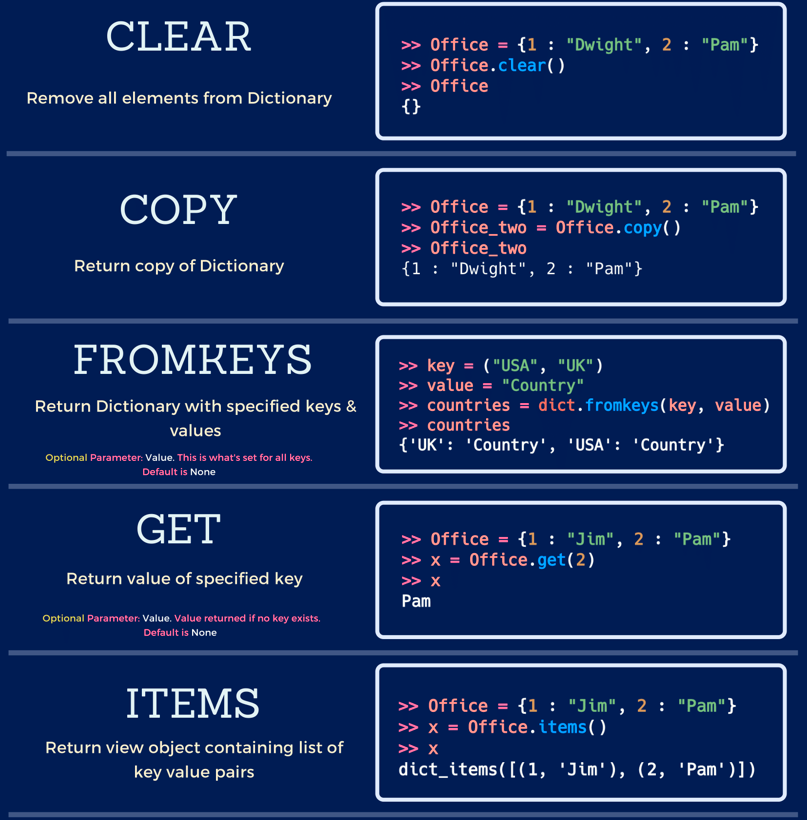 CLEAR
Remove all elements from Dictionary
>> Office = {1 : "Dwight", 2 : "Pam"}
>> Office.clear()
>> Office
{}
COPY
Return copy of Dictionary
>> Office = {1 : "Dwight", 2 : "Pam"}
>> Office_two = Office.copy()
>> Office_two
{1 : "Dwight", 2 : "Pam"}
FROMKEYS
Return Dictionary with specified keys &
values
Optional Parameter: Value. This is what's set for all keys.
Default is None
>> key = ("USA", "UK")
>> value = "Country"
>> countries = dict.fromkeys(key, value)
>> countries
{'UK': 'Country', 'USA': 'Country'}
GET
Return value of specified key
Optional Parameter: Value. Value returned if no key exists.
Default is None
>> Office = {1 : "Jim", 2 : "Pam"}
>> x = Office.get(2)
>> x
Pam
ITEMS
Return view object containing list of
key value pairs
>> Office = {1 : "Jim", 2 : "Pam"}
>> x = Office.items()
>> x
dict_items([(1, 'Jim'), (2, 'Pam')])